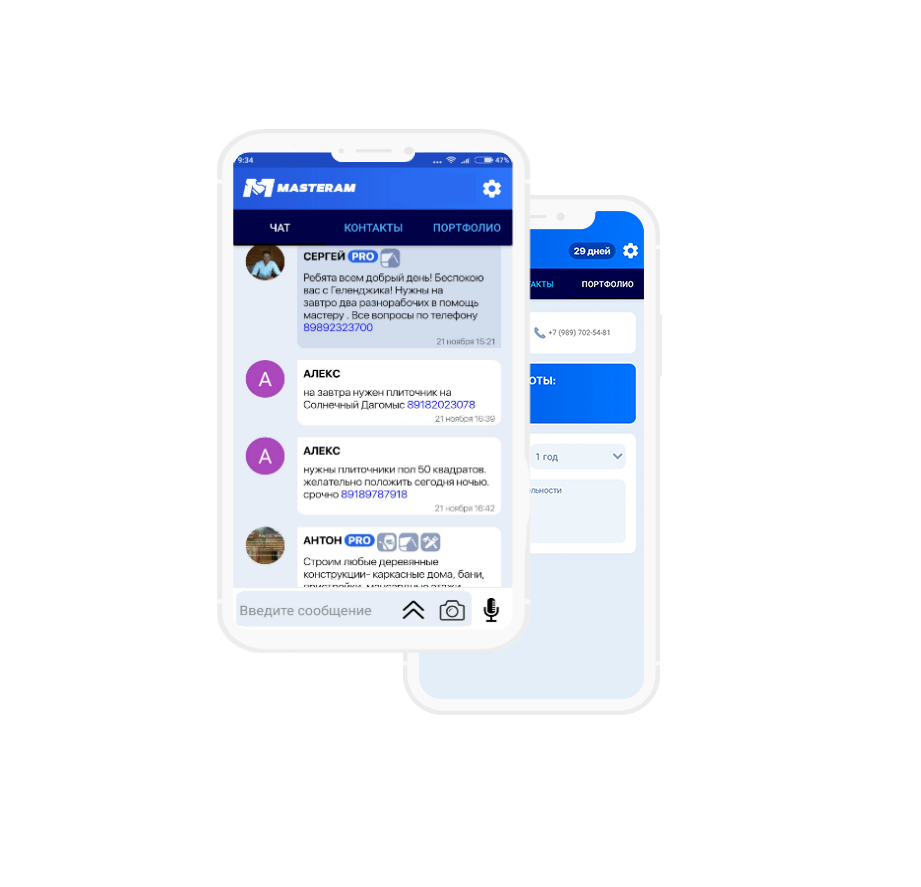 9:34
47%
MASTERAM
ЧАТ
КОНТАКТЫ
ПОРТФОЛИО
СЕРГЕЙ PRO
Ребята всем добрый день! Беспокою
вас с Геленджика! Нужны на
завтро два разнорабочих в помощь
мастеру . Все вопросы по телефону
89892323700
21 ноября 15:21
А
АЛЕКС
на завтра нужен плиточник на
Солнечный Дагомыс 89182023078
21 ноября 16:39
А
АЛЕКС
нужны плиточники пол 50 квадратов.
желательно положить сегодня ночью.
срочно 89189787918
21 ноября 16:42
АНТОН PRO
Строим любые деревянные
конструкции- каркасные дома, бани,
пристройки, мансардные этажи
Введите сообщение
29 дней
АКТЫ
ПОРТФОЛИО
+7 (989) 702-54-81
ОТЫ:
1 год
льности